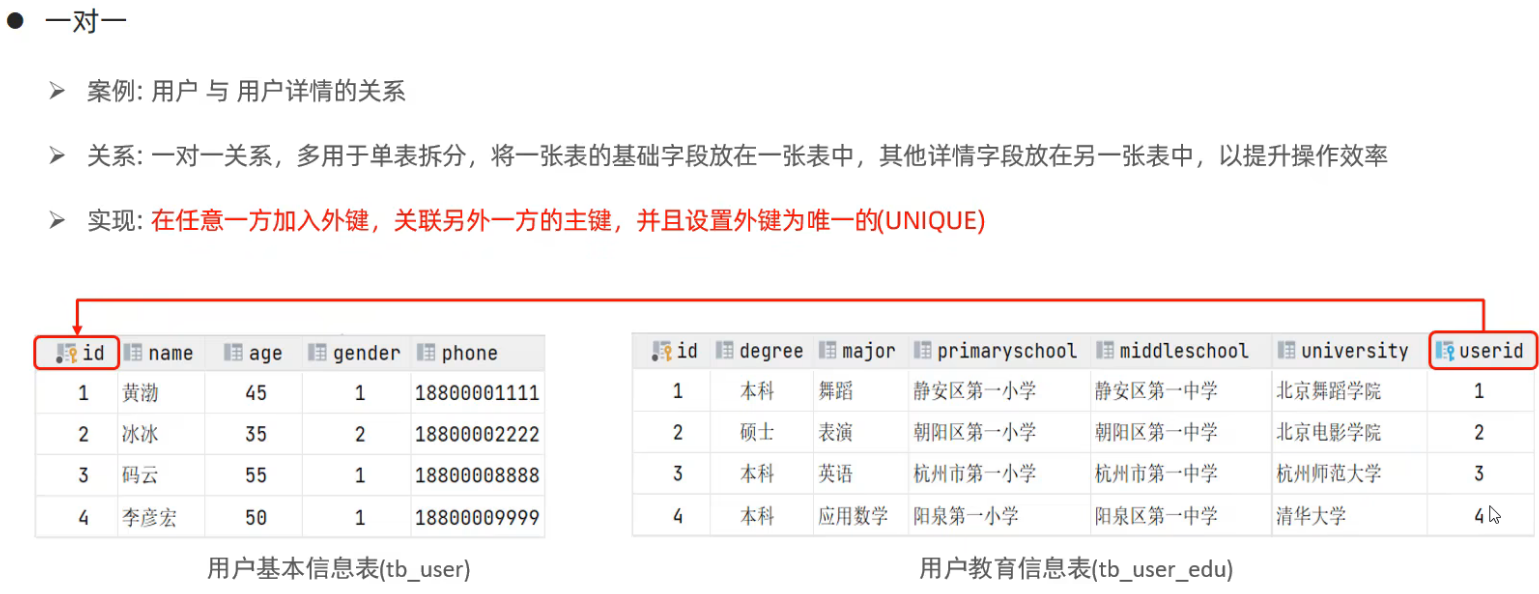 ● 一对一
➢ 案例: 用户 与 用户详情的关系
➢ 关系: 一对一关系，多用于单表拆分，将一张表的基础字段放在一张表中，其他详情字段放在另一张表中，以提升操作效率
➢ 实现: 在任意一方加入外键，关联另外一方的主键，并且设置外键为唯一的(UNIQUE)
id name age gender phone
1 黄渤 45 1 18800001111
2 冰冰 35 2 18800002222
3 码云 55 1 18800008888
4 李彦宏 50 1 18800009999
用户基本信息表(tb_user)
id degree major primaryschool middleschool university userid
1 本科 舞蹈 静安区第一小学 静安区第一中学 北京舞蹈学院 1
2 硕士 表演 朝阳区第一小学 朝阳区第一中学 北京电影学院 2
3 本科 英语 杭州市第一小学 杭州市第一中学 杭州师范大学 3
4 本科 应用数学 阳泉第一小学 阳泉区第一中学 清华大学 4
用户教育信息表(tb_user_edu)